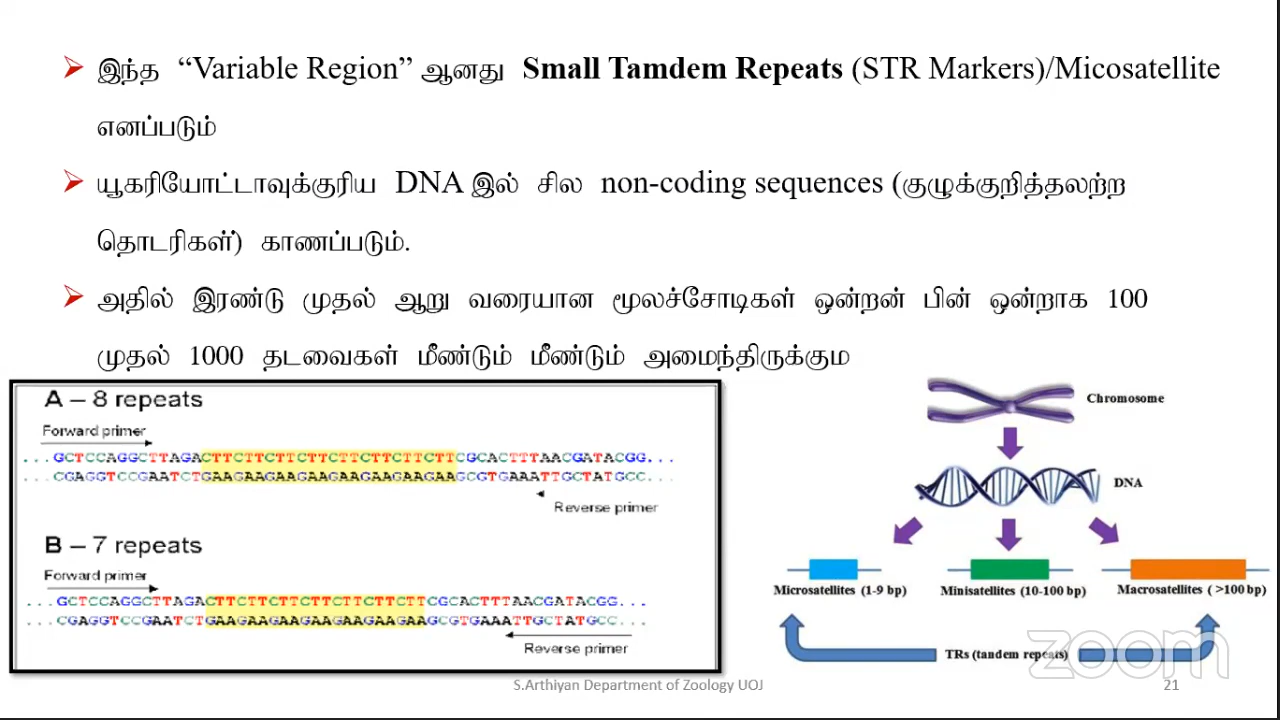 இந்த “Variable Region” ஆனது Small Tamdem Repeats (STR Markers)/Micosatellite
எனப்படும்
யூகரியோட்டாவுக்குரிய DNA இல் சில non-coding sequences (குழுக்குறித்தலற்ற
தொடரிகள்) காணப்படும்.
அதில் இரண்டு முதல் ஆறு வரையான மூலச்சோடிகள் ஒன்றன் பின் ஒன்றாக 100
முதல் 1000 தடவைகள் மீண்டும் மீண்டும் அமைந்திருக்கும
A – 8 repeats
Forward primer
...GCTCCAGGCTTAGACTTCTTCTTCTTCTTCTTCTTCTTCGCACTTTAACGATACGG...
...CGAGGTCCGAATCTGAAGAAGAAGAAGAAGAAGAAGAAGCGTGAAATTGCTATGCC...
Reverse primer
B – 7 repeats
Forward primer
...GCTCCAGGCTTAGACTTCTTCTTCTTCTTCTTCTTCGCACTTTAACGATACGG...
...CGAGGTCCGAATCTGAAGAAGAAGAAGAAGAAGAAGCGTGAAATTGCTATGCC...
Reverse primer
Chromosome
DNA
Microsatellites (1-9 bp)
Minisatellites (10-100 bp)
Macrosatellites ( >100 bp)
TRs (tandem repeats)
zoom
S.Arthiyan Department of Zoology UOJ
21